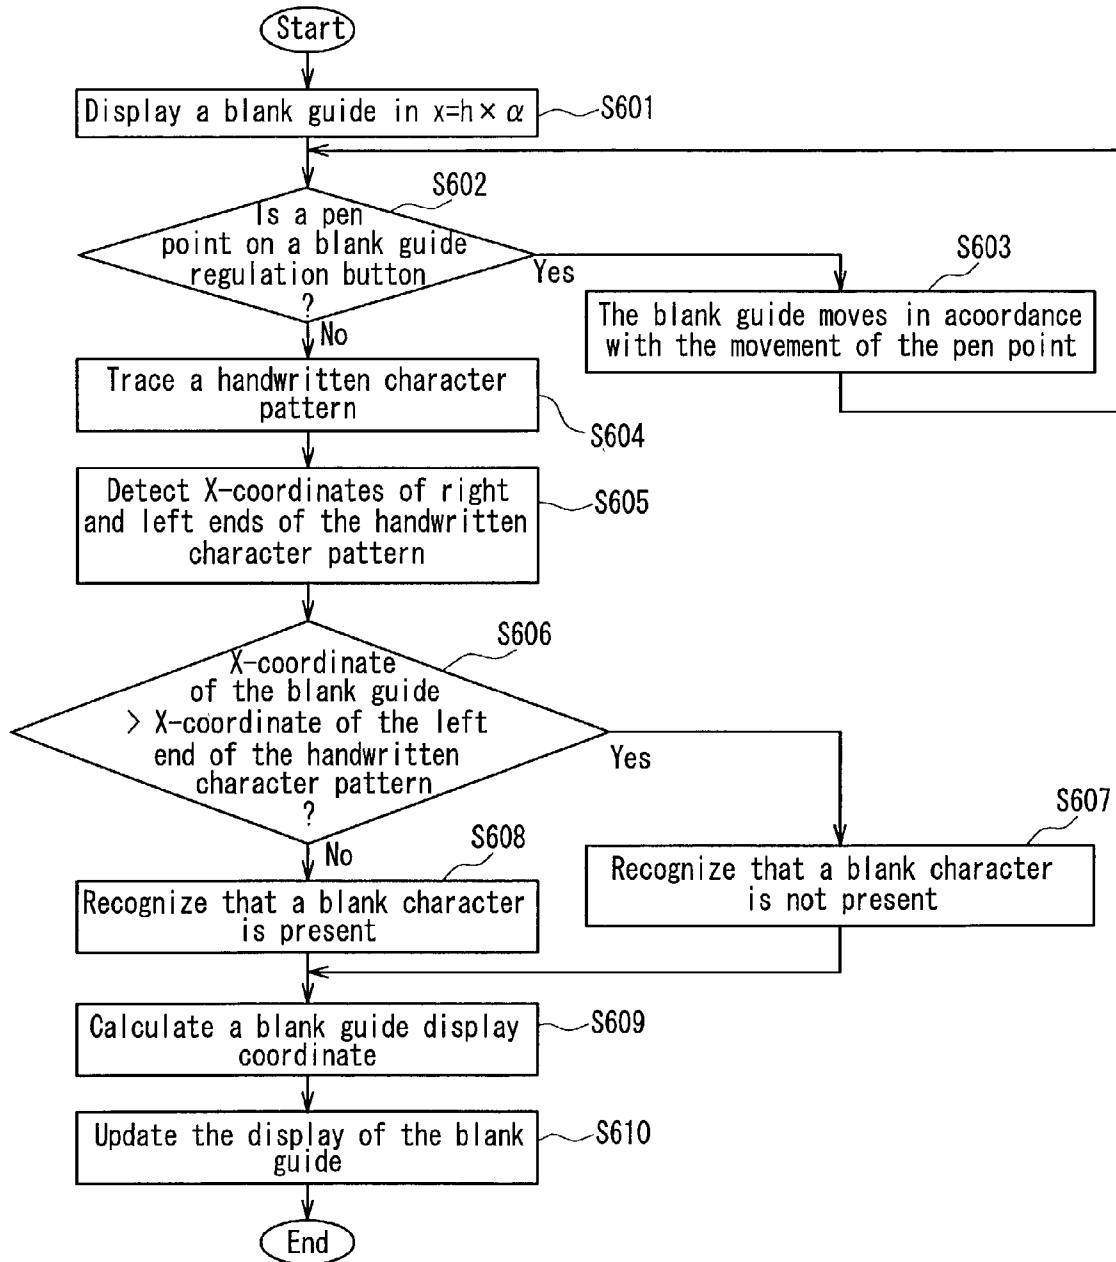 Start
Display a blank guide in x=h×α
S601
S602
Is a pen
point on a blank guide
regulation button
?
Yes
No
S603
The blank guide moves in acoordance
with the movement of the pen point
Trace a handwritten character
pattern
S604
Detect X-coordinates of right
and left ends of the handwritten
character pattern
S605
S606
X-coordinate
of the blank guide
> X-coordinate of the left
end of the handwritten
character pattern
?
Yes
No
S607
Recognize that a blank character
is not present
S608
Recognize that a blank character
is present
Calculate a blank guide display
coordinate
S609
Update the display of the blank
guide
S610
End